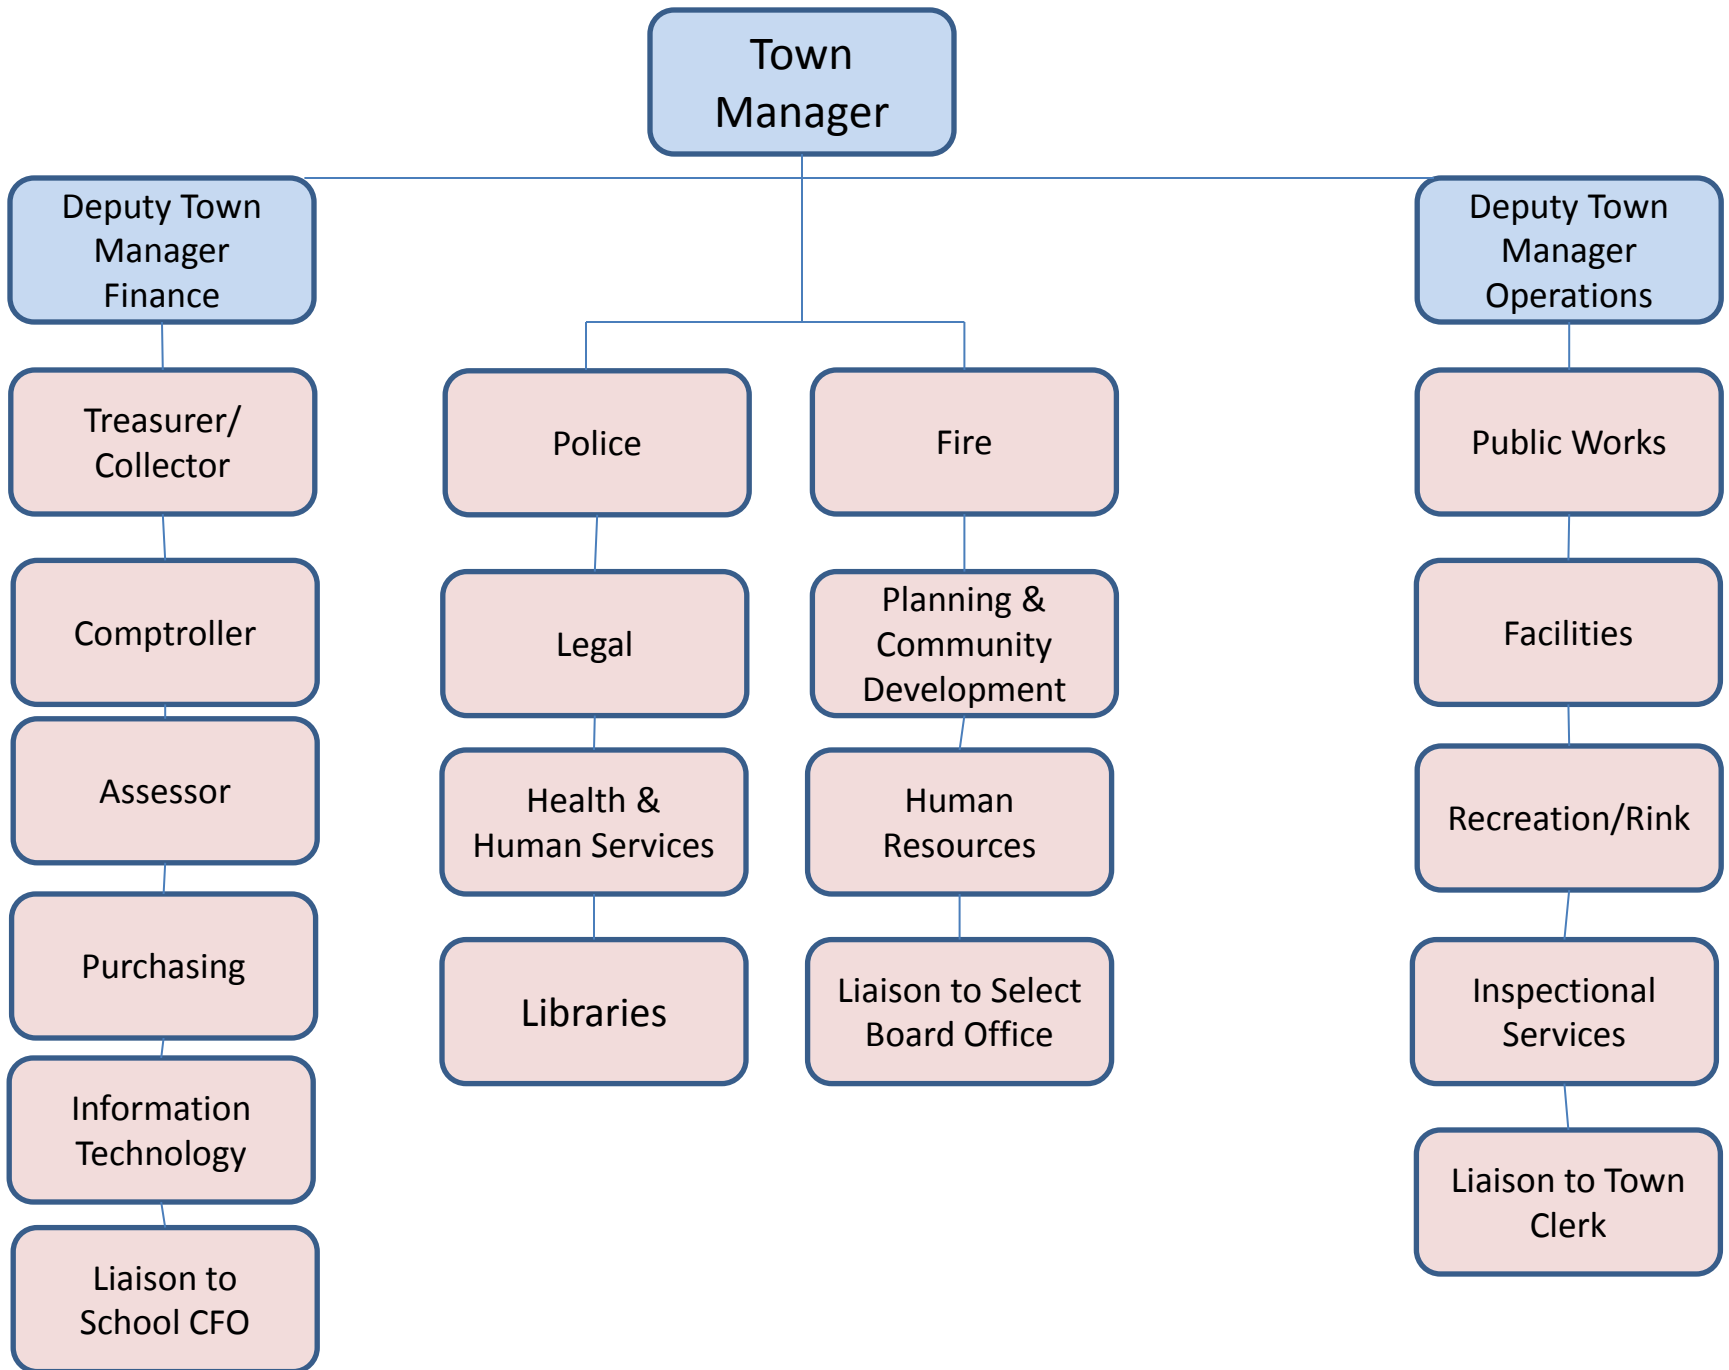 Town
Manager
Deputy Town
Manager
Finance
Deputy Town
Manager
Operations
Treasurer/
Collector
Police
Fire
Public Works
Comptroller
Legal
Planning &
Community
Development
Facilities
Assessor
Health &
Human Services
Human
Resources
Recreation/Rink
Purchasing
Libraries
Liaison to Select
Board Office
Inspectional
Services
Information
Technology
Liaison to Town
Clerk
Liaison to
School CFO